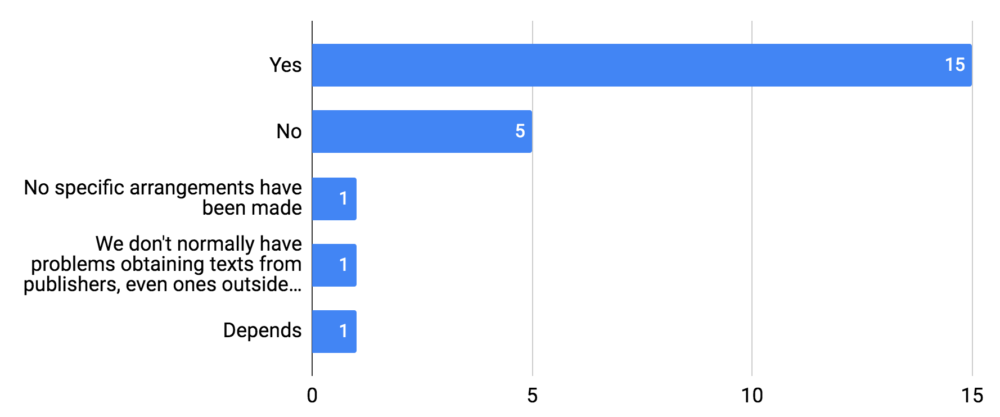 Yes
15
No
5
No specific arrangements have
been made
1
We don't normally have
problems obtaining texts from
publishers, even ones outside...
1
Depends
1
0
5
10
15